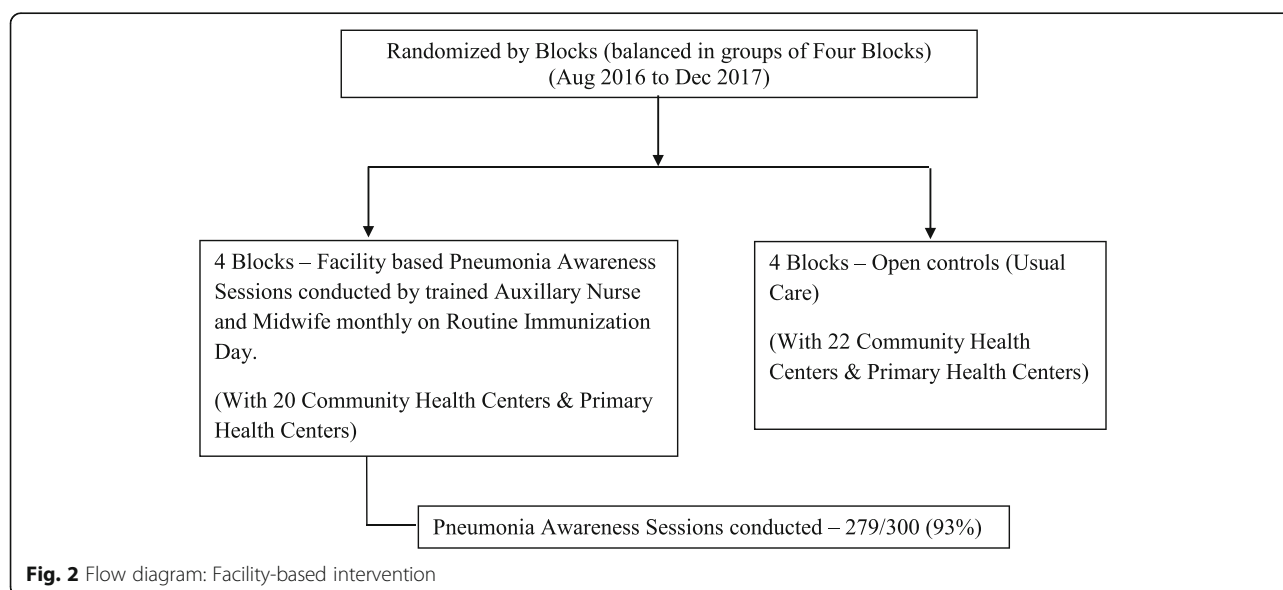 Randomized by Blocks (balanced in groups of Four Blocks)
(Aug 2016 to Dec 2017)
4 Blocks – Facility based Pneumonia Awareness
Sessions conducted by trained Auxillary Nurse
and Midwife monthly on Routine Immunization
Day.
(With 20 Community Health Centers & Primary
Health Centers)
4 Blocks – Open controls (Usual
Care)
(With 22 Community Health
Centers & Primary Health Centers)
Pneumonia Awareness Sessions conducted – 279/300 (93%)
Fig. 2 Flow diagram: Facility-based intervention